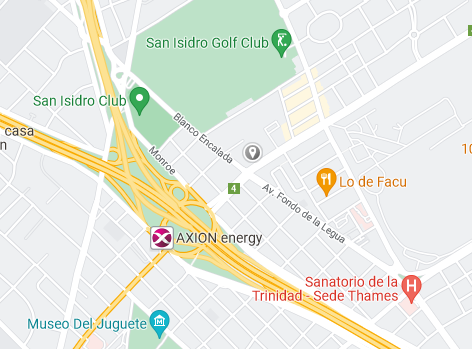 San Isidro Golf Club
San Isidro Club
Blanco Encalada
casa
n
Monroe
10
4
Lo de Facu
Av. Fondo de la Legua
AXION energy
Sanatorio de la
Trinidad - Sede Thames
H
Museo Del Juguete